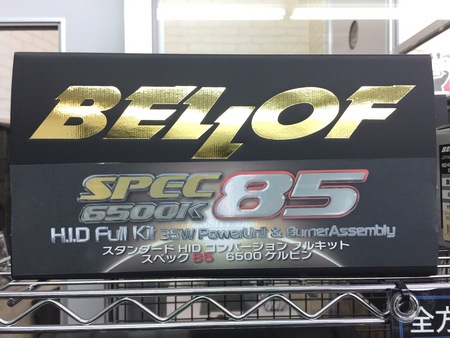 BELLOF
SPEC 85
6500K
H.I.D Full Kit 35W PowerUnit & BurnerAssembly
スタンダード HID コンバージョン フルキット
スペック 85 6500 ケルビン
全方